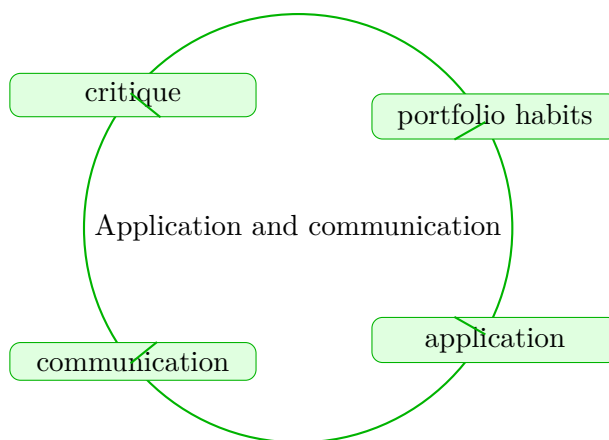 critique
portfolio habits
Application and communication
application
communication